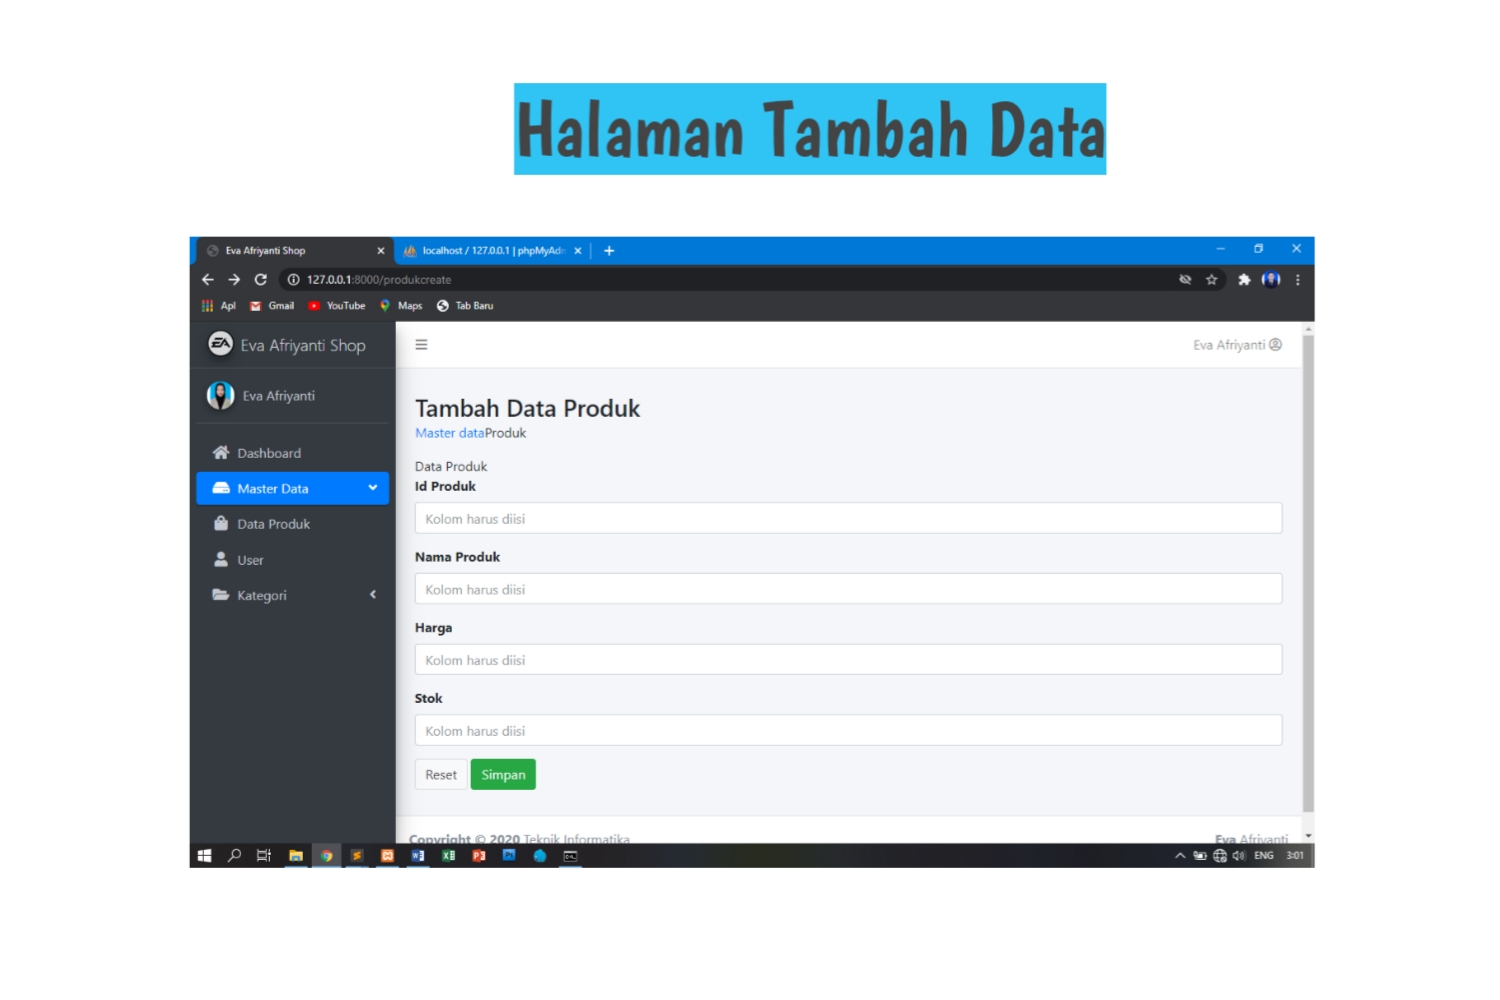 Halaman Tambah Data
Eva Afriyanti Shop
localhost / 127.0.0.1 | phpMyAdn
127.0.0.1:8000/produkcreate
Apl Gmail YouTube Maps Tab Baru
EA Eva Afriyanti Shop
Eva Afriyanti
Eva Afriyanti
Dashboard
Master Data
Data Produk
User
Kategori
Tambah Data Produk
Master dataProduk
Data Produk
Id Produk
Kolom harus diisi
Nama Produk
Kolom harus diisi
Harga
Kolom harus diisi
Stok
Kolom harus diisi
Reset Simpan
Copyright © 2020 Teknik Informatika
Eva Afriyanti
ENG 3:01